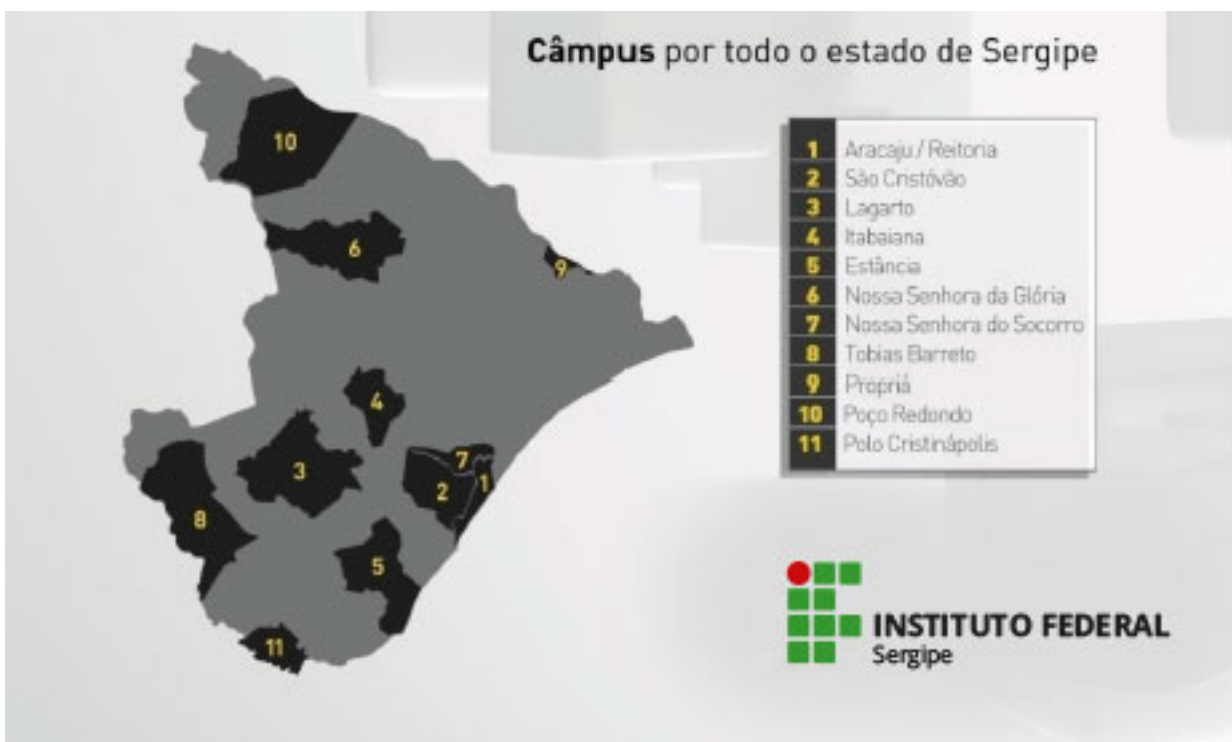 Câmpus por todo o estado de Sergipe
1 Aracaju / Reitoria
2 São Cristóvão
3 Lagarto
4 Itabaiana
5 Estância
6 Nossa Senhora da Glória
7 Nossa Senhora do Socorro
8 Tobias Barreto
9 Propriá
10 Poço Redondo
11 Polo Cristinápolis
10
6
9
4
7
3
2
1
8
5
11
INSTITUTO FEDERAL
Sergipe